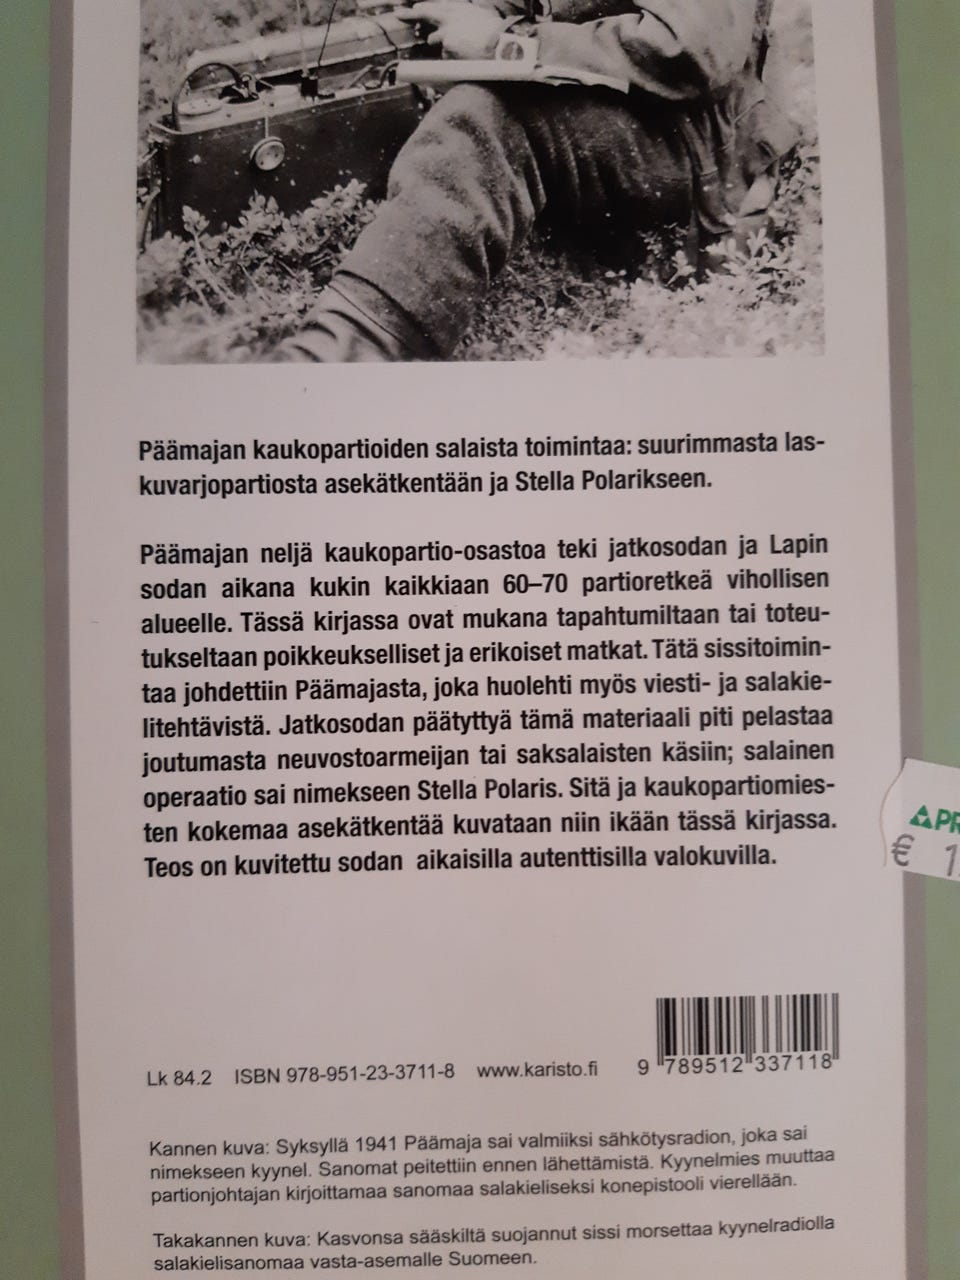 Päämajan kaukopartioiden salaista toimintaa: suurimmasta las-
kuvarjopartiosta asekätkentään ja Stella Polarikseen.
Päämajan neljä kaukopartio-osastoa teki jatkosodan ja Lapin
sodan aikana kukin kaikkiaan 60–70 partioretkeä vihollisen
alueelle. Tässä kirjassa ovat mukana tapahtumiltaan tai toteu-
tukseltaan poikkeukselliset ja erikoiset matkat. Tätä sissitoimin-
taa johdettiin Päämajasta, joka huolehti myös viesti- ja salakie-
litehtävistä. Jatkosodan päätyttyä tämä materiaali piti pelastaa
joutumasta neuvostoarmeijan tai saksalaisten käsiin; salainen
operaatio sai nimekseen Stella Polaris. Sitä ja kaukopartiomies-
ten kokemaa asekätkentää kuvataan niin ikään tässä kirjassa.
Teos on kuvitettu sodan aikaisilla autenttisilla valokuvilla.
PR
€ 1
Lk 84.2 ISBN 978-951-23-3711-8 www.karisto.fi
9 789512 337118
Kannen kuva: Syksyllä 1941 Päämaja sai valmiiksi sähkötysradion, joka sai
nimekseen kyynel. Sanomat peitettiin ennen lähettämistä. Kyynelmies muuttaa
partionjohtajan kirjoittamaa sanomaa salakieliseksi konepistooli vierellään.
Takakannen kuva: Kasvonsa sääskiltä suojannut sissi morsettaa kyynelradiolla
salakielisanomaa vasta-asemalle Suomeen.